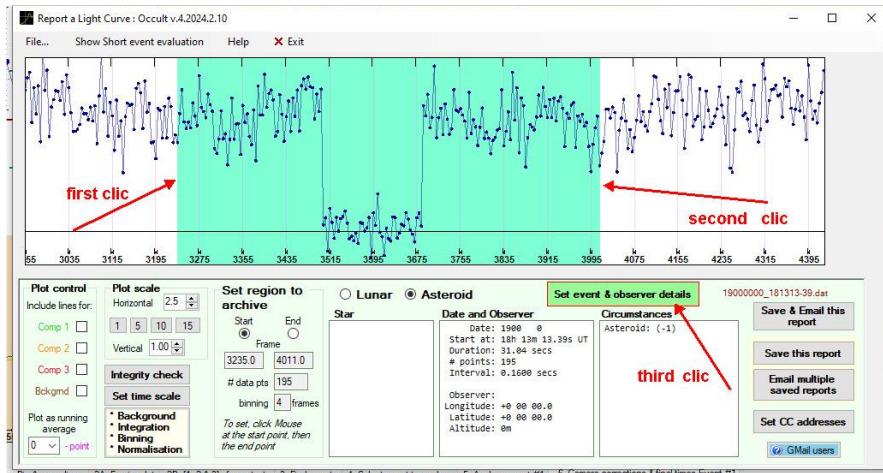 Report a Light Curve : Occult v.4.2024.2.10
File... Show Short event evaluation Help Exit
first clic
second clic
55 3035 3115 3195 3275 3355 3435 3515 3595 3675 3755 3835 3915 3995 4075 4155 4235 4315 4395
Plot control
Include lines for:
Comp 1
Comp 2
Comp 3
Bckgrnd
Plot as running
average
0 - point
Plot scale
Horizontal 2.5
1 5 10 15
Vertical 1.00
Integrity check
Set time scale
* Background
* Integration
* Binning
* Normalisation
Set region to
archive
Start End
Frame
3235.0 4011.0
# data pts 195
binning 4 frames
To set, click Mouse
at the start point, then
the end point
Lunar Asteroid
Set event & observer details
19000000_181313-39.dat
Star
Date and Observer
Date: 1900 0
Start at: 18h 13m 13.39s UT
Duration: 31.04 secs
# points: 195
Interval: 0.1600 secs
Observer:
Longitude: +0 00 00.0
Latitude: +0 00 00.0
Altitude: 0m
Circumstances
Asteroid: (-1)
third clic
Save & Email this
report
Save this report
Email multiple
saved reports
Set CC addresses
GMail users